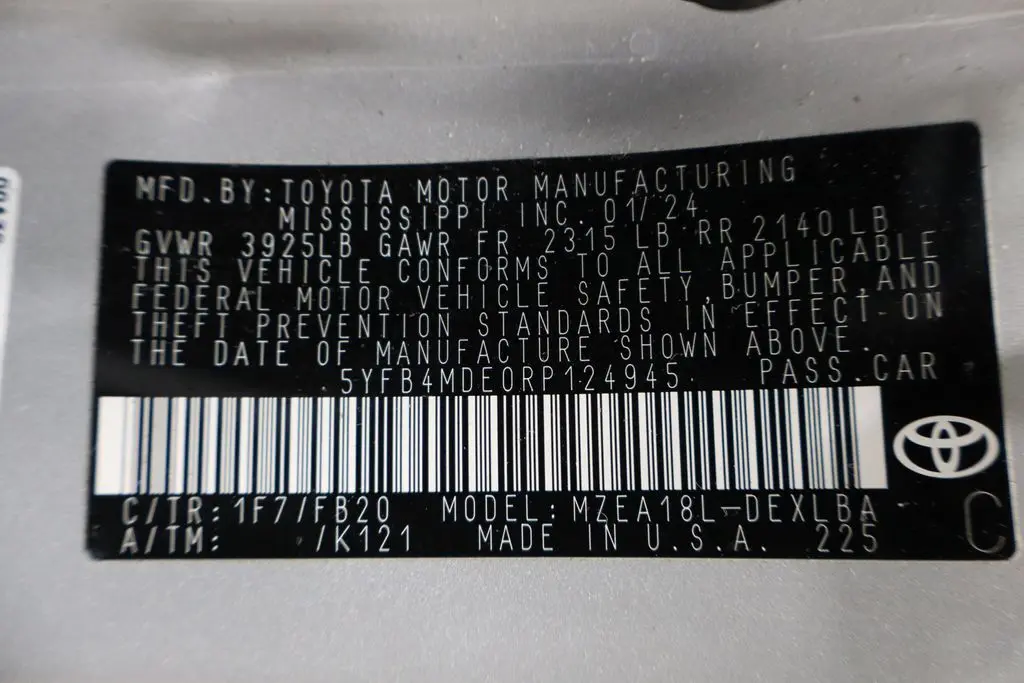 MFD.BY:TOYOTA MOTOR MANUFACTURING
MISSISSIPPI INC. 01/24
GVWR 3925LB GAWR FR 2315 LB RR 2140 LB
THIS VEHICLE CONFORMS TO ALL APPLICABLE
FEDERAL MOTOR VEHICLE SAFETY, BUMPER, AND
THEFT PREVENTION STANDARDS IN EFFECT ON
THE DATE OF MANUFACTURE SHOWN ABOVE.
5YFB4MDE0RP124945 PASS.CAR
C/TR: 1F7/FB20 MODEL: MZEA18L-DEXLBA
A/TM: /K121 MADE IN U.S.A. 225
C